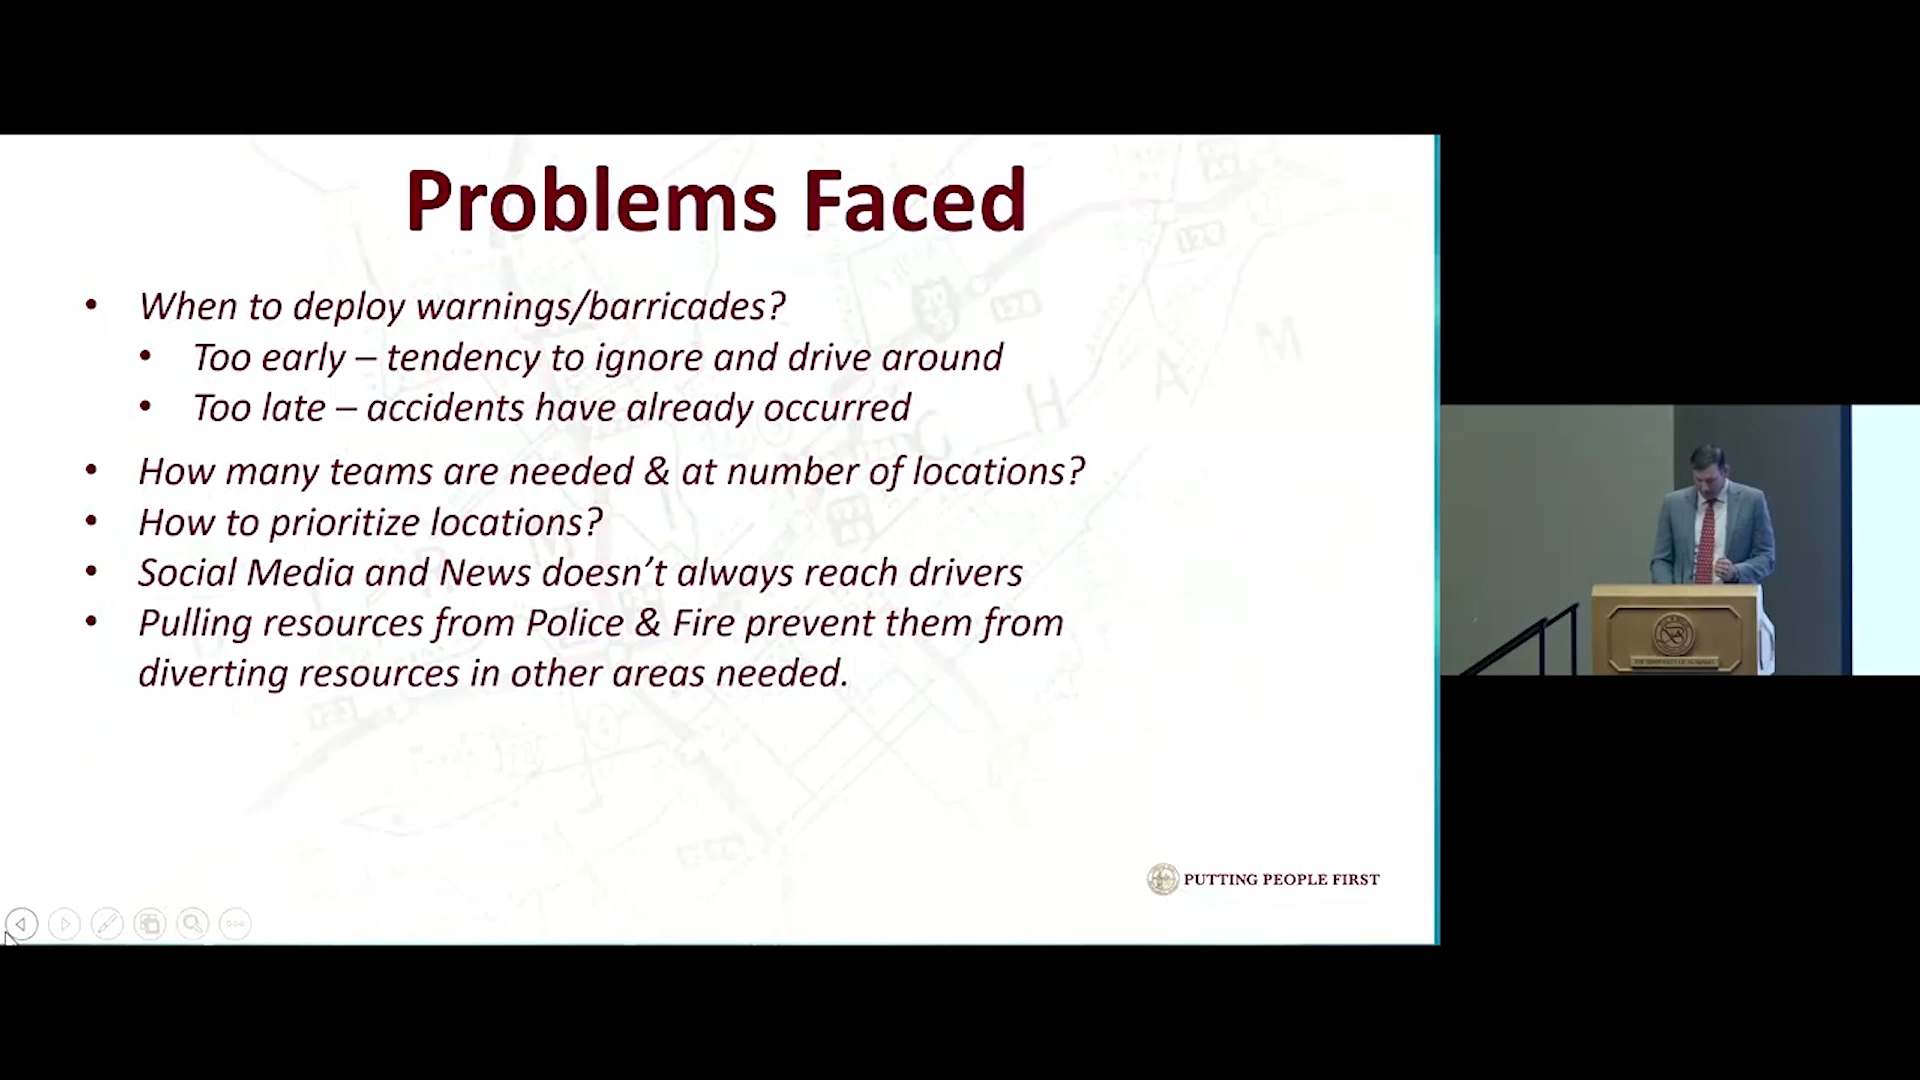 Problems Faced
• When to deploy warnings/barricades?
• Too early – tendency to ignore and drive around
• Too late – accidents have already occurred
• How many teams are needed & at number of locations?
• How to prioritize locations?
• Social Media and News doesn’t always reach drivers
• Pulling resources from Police & Fire prevent them from
diverting resources in other areas needed.
PUTTING PEOPLE FIRST